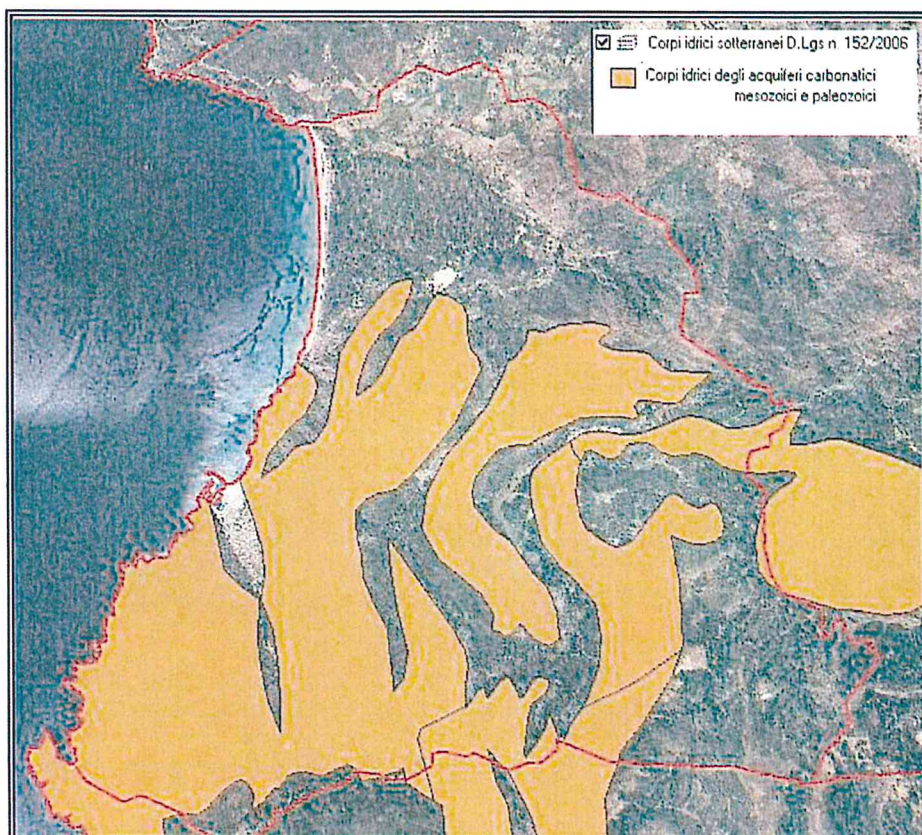 Corpi idrici sotterranei D.Lgs n. 152/2006
Corpi idrici degli acquiferi carbonatici
mesozoici e paleozoici